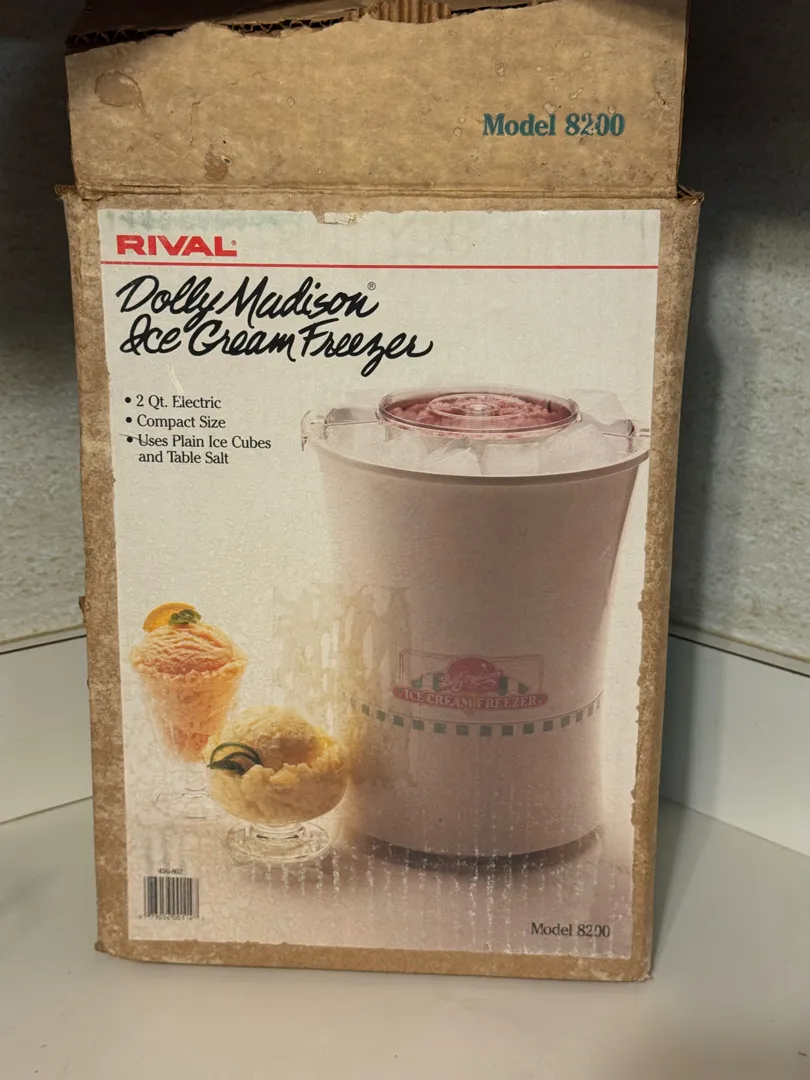 Model 8200
RIVAL®
Dolly Madison®
Ice Cream Freezer
• 2 Qt. Electric
• Compact Size
• Uses Plain Ice Cubes
and Table Salt
ICE CREAM FREEZER
Model 8200